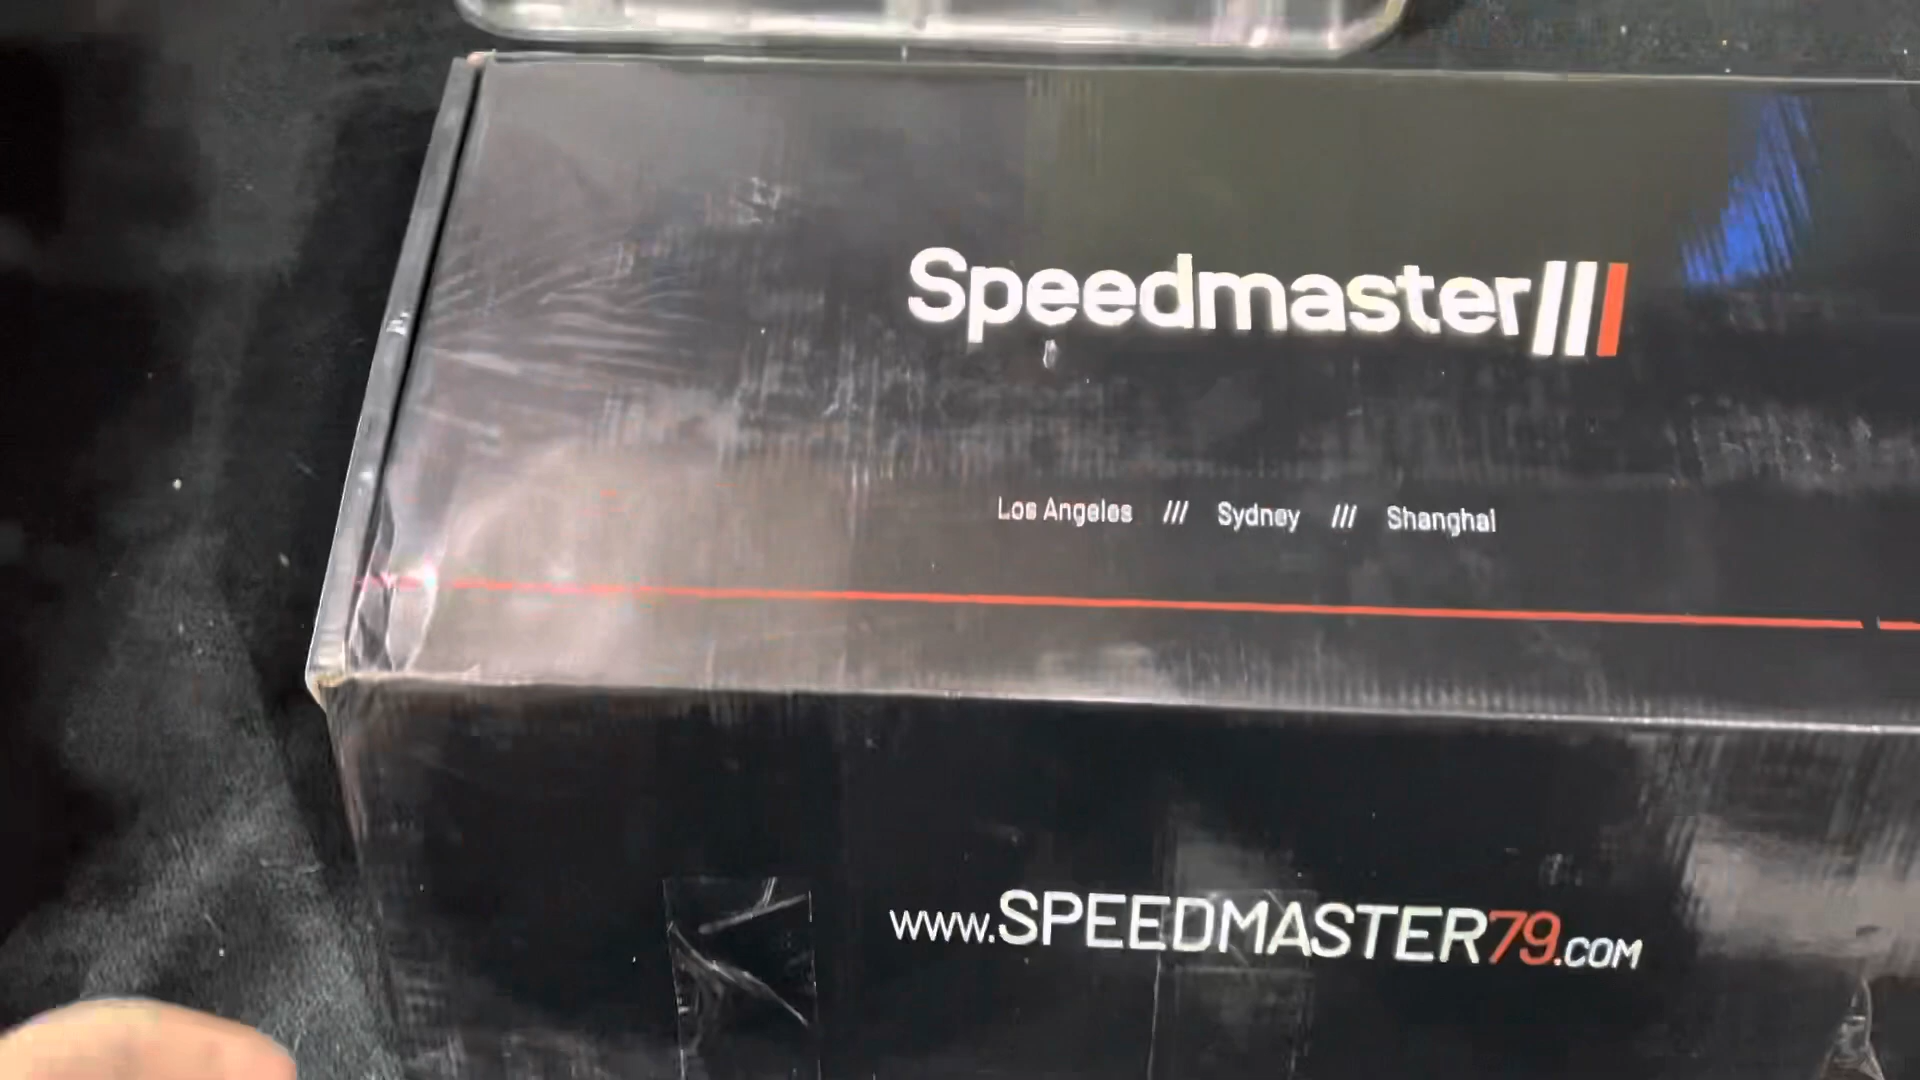 Speedmaster///
Los Angeles /// Sydney /// Shanghai
www.SPEEDMASTER79.COM